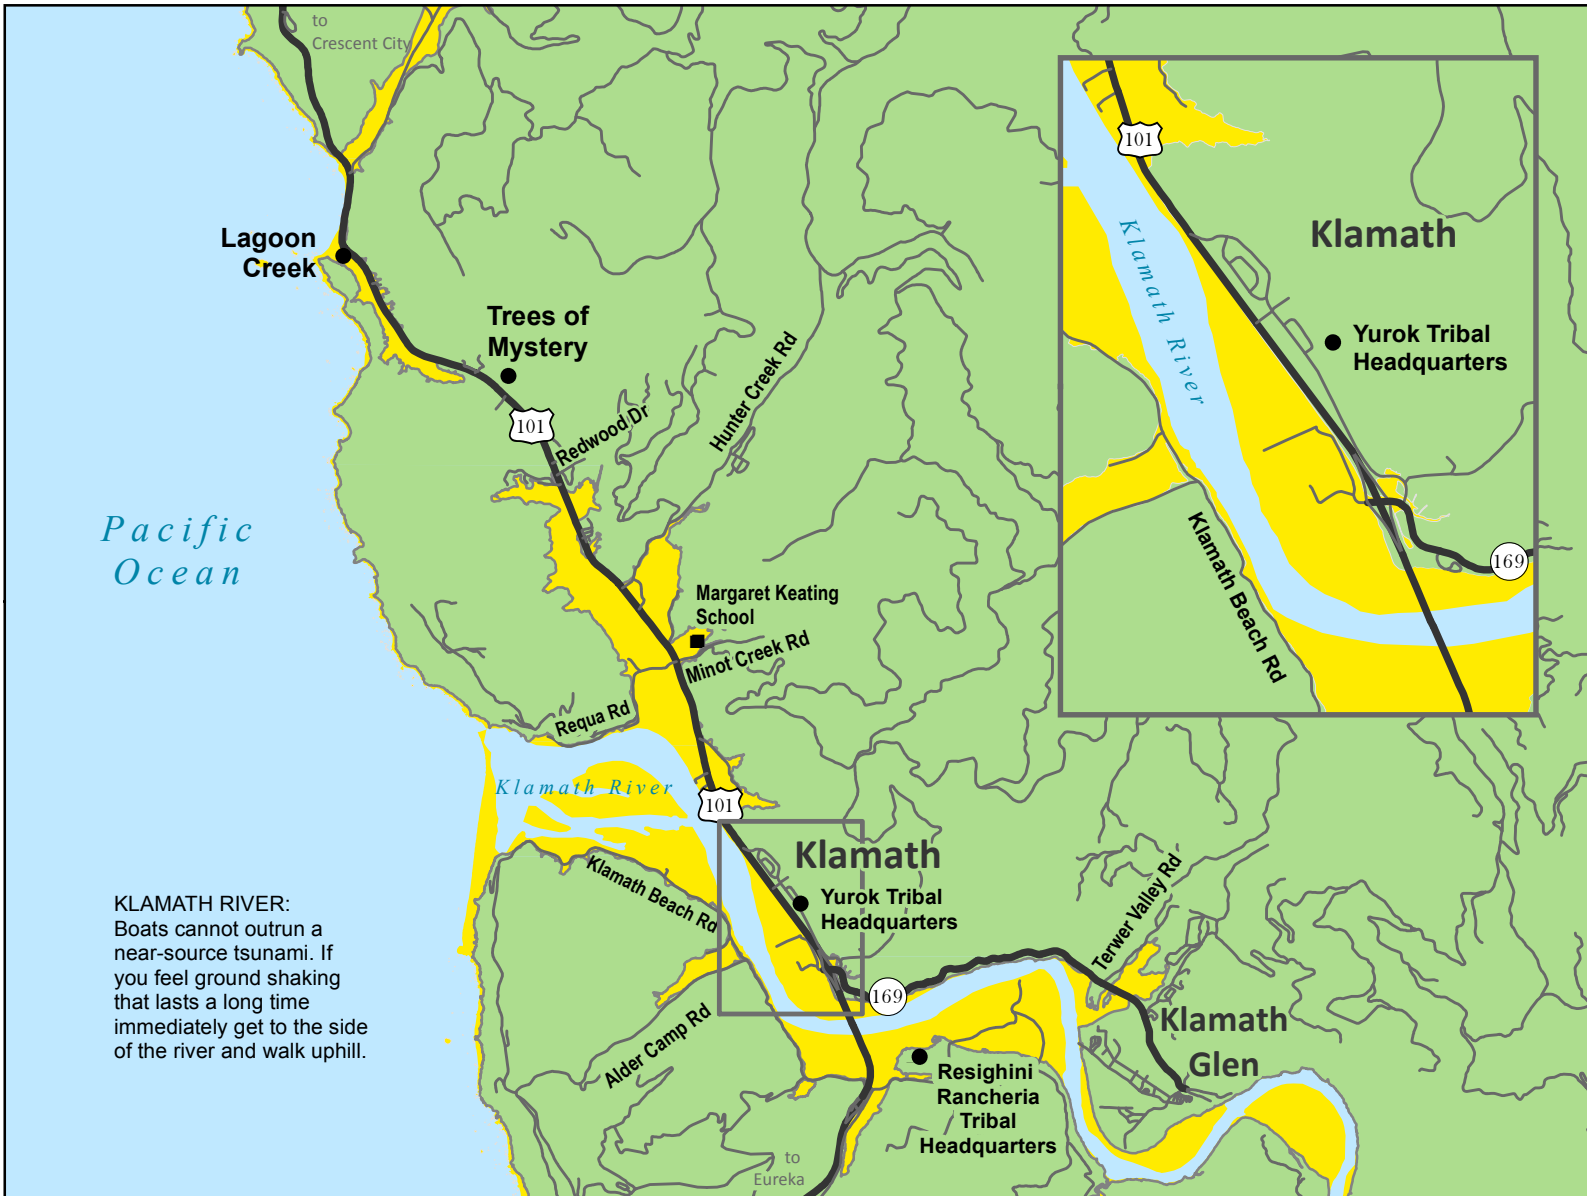 to
Crescent City
Lagoon
Creek
Trees of
Mystery
101
Redwood Dr
Hunter Creek Rd
Pacific
Ocean
Margaret Keating
School
Minot Creek Rd
Requa Rd
Klamath River
101
Klamath
Yurok Tribal
Headquarters
Klamath Beach Rd
KLAMATH RIVER:
Boats cannot outrun a
near-source tsunami. If
you feel ground shaking
that lasts a long time
immediately get to the side
of the river and walk uphill.
Alder Camp Rd
169
Terwer Valley Rd
Klamath
Glen
Resighini
Rancheria
Tribal
Headquarters
to
Eureka
101
Klamath
Klamath River
Yurok Tribal
Headquarters
Klamath Beach Rd
169